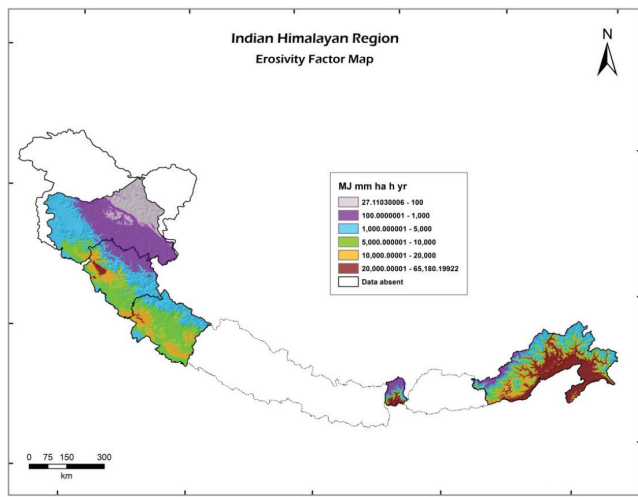 Indian Himalayan Region
Erosivity Factor Map
N
MJ mm ha h yr
27.11030006 - 100
100.0000001 - 1,000
1,000.000001 - 5,000
5,000.000001 - 10,000
10,000.00001 - 20,000
20,000.00001 - 65,180.19922
Data absent
0 75 150 300
km